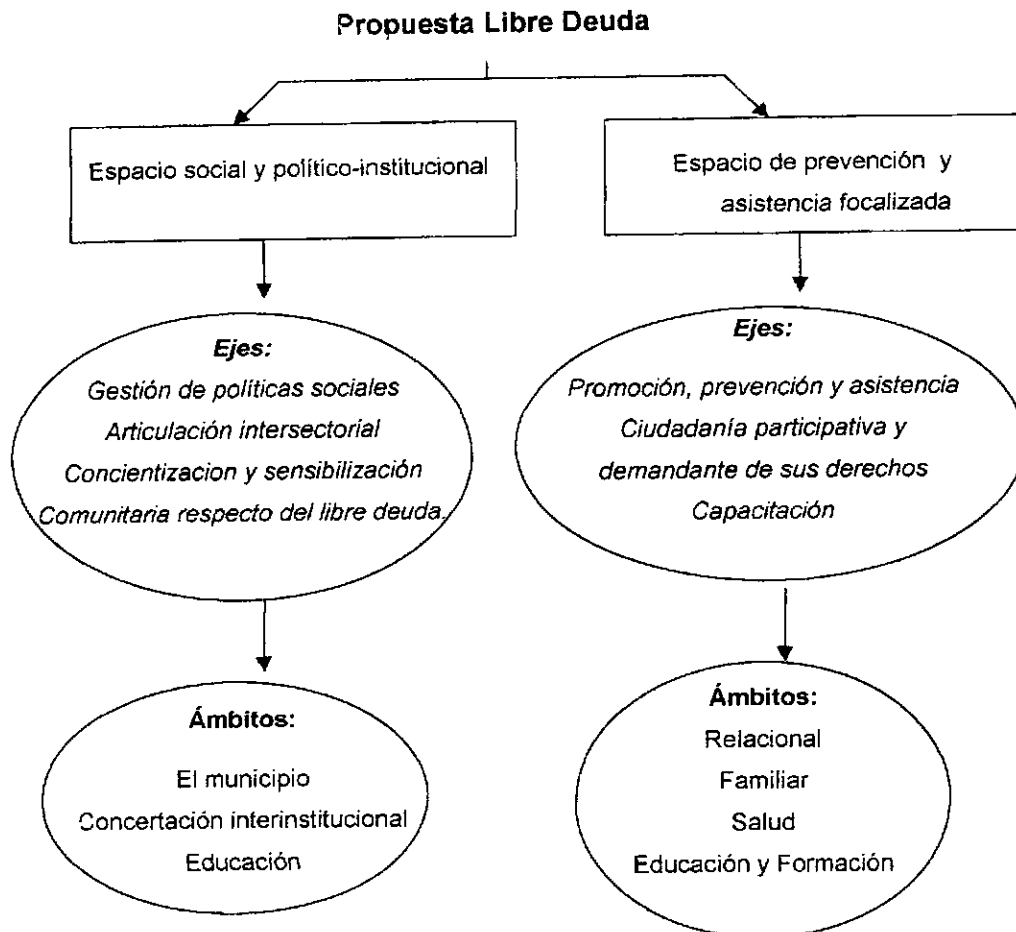 Propuesta Libre Deuda
Espacio social y político-institucional
Ejes:
Gestión de políticas sociales
Articulación intersectorial
Concientizacion y sensibilización
Comunitaria respecto del libre deuda.
Ámbitos:
El municipio
Concertación interinstitucional
Educación
Espacio de prevención y
asistencia focalizada
Ejes:
Promoción, prevención y asistencia
Ciudadanía participativa y
demandante de sus derechos
Capacitación
Ámbitos:
Relacional
Familiar
Salud
Educación y Formación